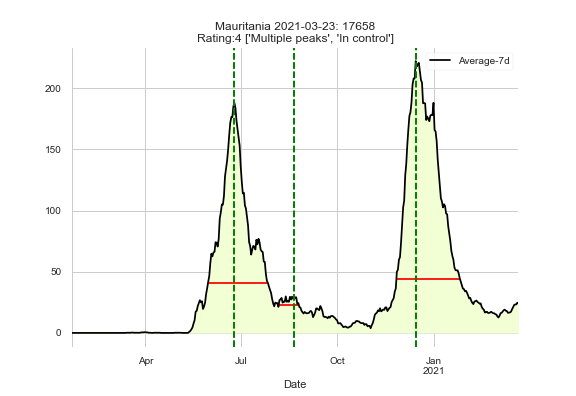 Mauritania 2021-03-23: 17658
Rating:4 ['Multiple peaks', 'In control']
Average-7d
200
150
100
50
0
Apr
Jul
Oct
Jan
2021
Date